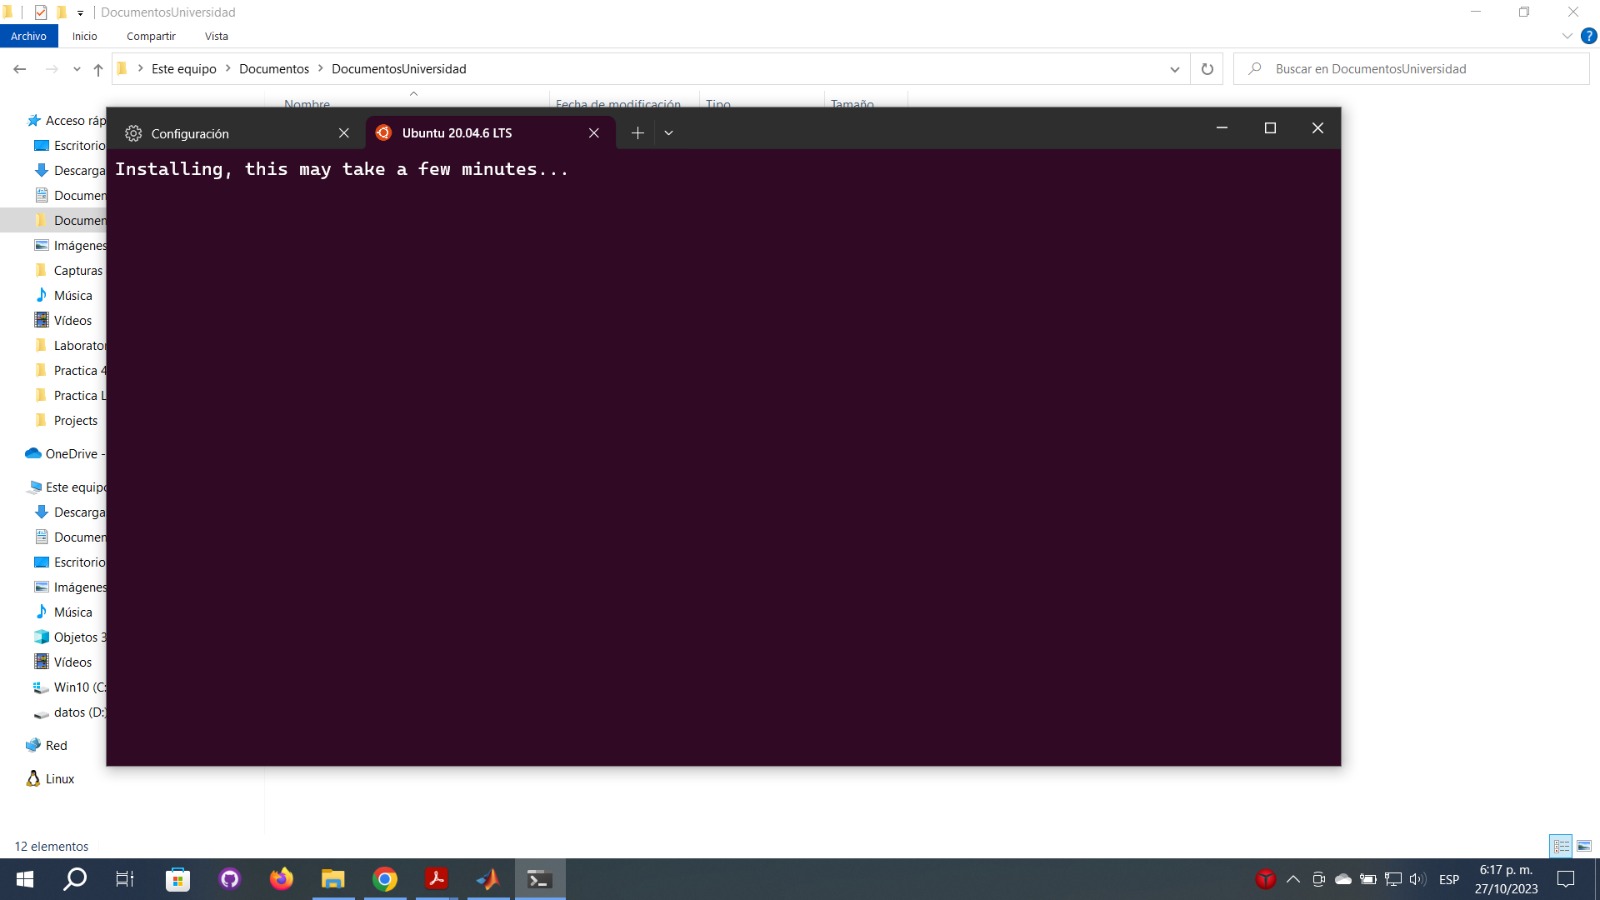 DocumentosUniversidad
Archivo
Inicio
Compartir
Vista
Este equipo
Documentos
DocumentosUniversidad
Buscar en DocumentosUniversidad
Nombre
Fecha de modificación
Tipo
Tamaño
Configuración
Ubuntu 20.04.6 LTS
Installing, this may take a few minutes...
Acceso ráp
Escritorio
Descarga
Documen
Documen
Imágenes
Capturas
Música
Vídeos
Laborator
Practica 4
Practica L
Projects
OneDrive -
Este equipo
Descarga
Documen
Escritorio
Imágenes
Música
Objetos 3
Vídeos
Win10 (C:
datos (D:)
Red
Linux
12 elementos
ESP
6:17 p. m.
27/10/2023